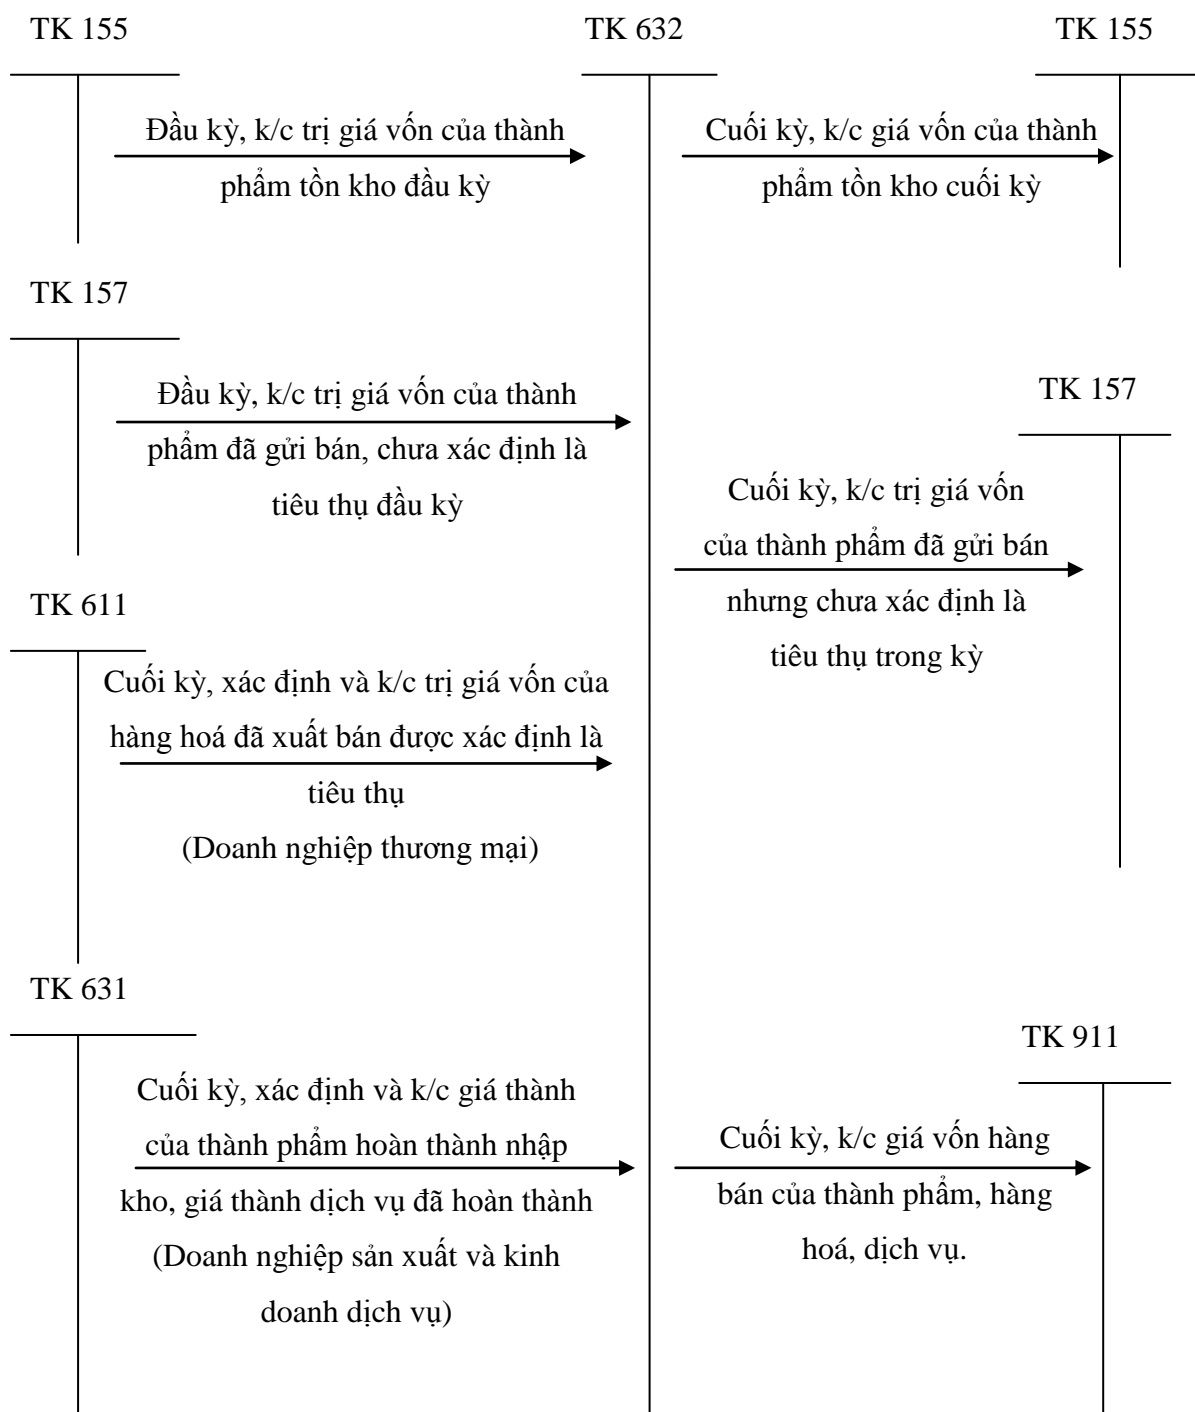 TK 155
TK 632
TK 155
Đầu kỳ, k/c trị giá vốn của thành
phẩm tồn kho đầu kỳ
Cuối kỳ, k/c giá vốn của thành
phẩm tồn kho cuối kỳ
TK 157
Đầu kỳ, k/c trị giá vốn của thành
phẩm đã gửi bán, chưa xác định là
tiêu thụ đầu kỳ
TK 157
Cuối kỳ, k/c trị giá vốn
của thành phẩm đã gửi bán
nhưng chưa xác định là
tiêu thụ trong kỳ
TK 611
Cuối kỳ, xác định và k/c trị giá vốn của
hàng hoá đã xuất bán được xác định là
tiêu thụ
(Doanh nghiệp thương mại)
TK 631
Cuối kỳ, xác định và k/c giá thành
của thành phẩm hoàn thành nhập
kho, giá thành dịch vụ đã hoàn thành
(Doanh nghiệp sản xuất và kinh
doanh dịch vụ)
TK 911
Cuối kỳ, k/c giá vốn hàng
bán của thành phẩm, hàng
hoá, dịch vụ.